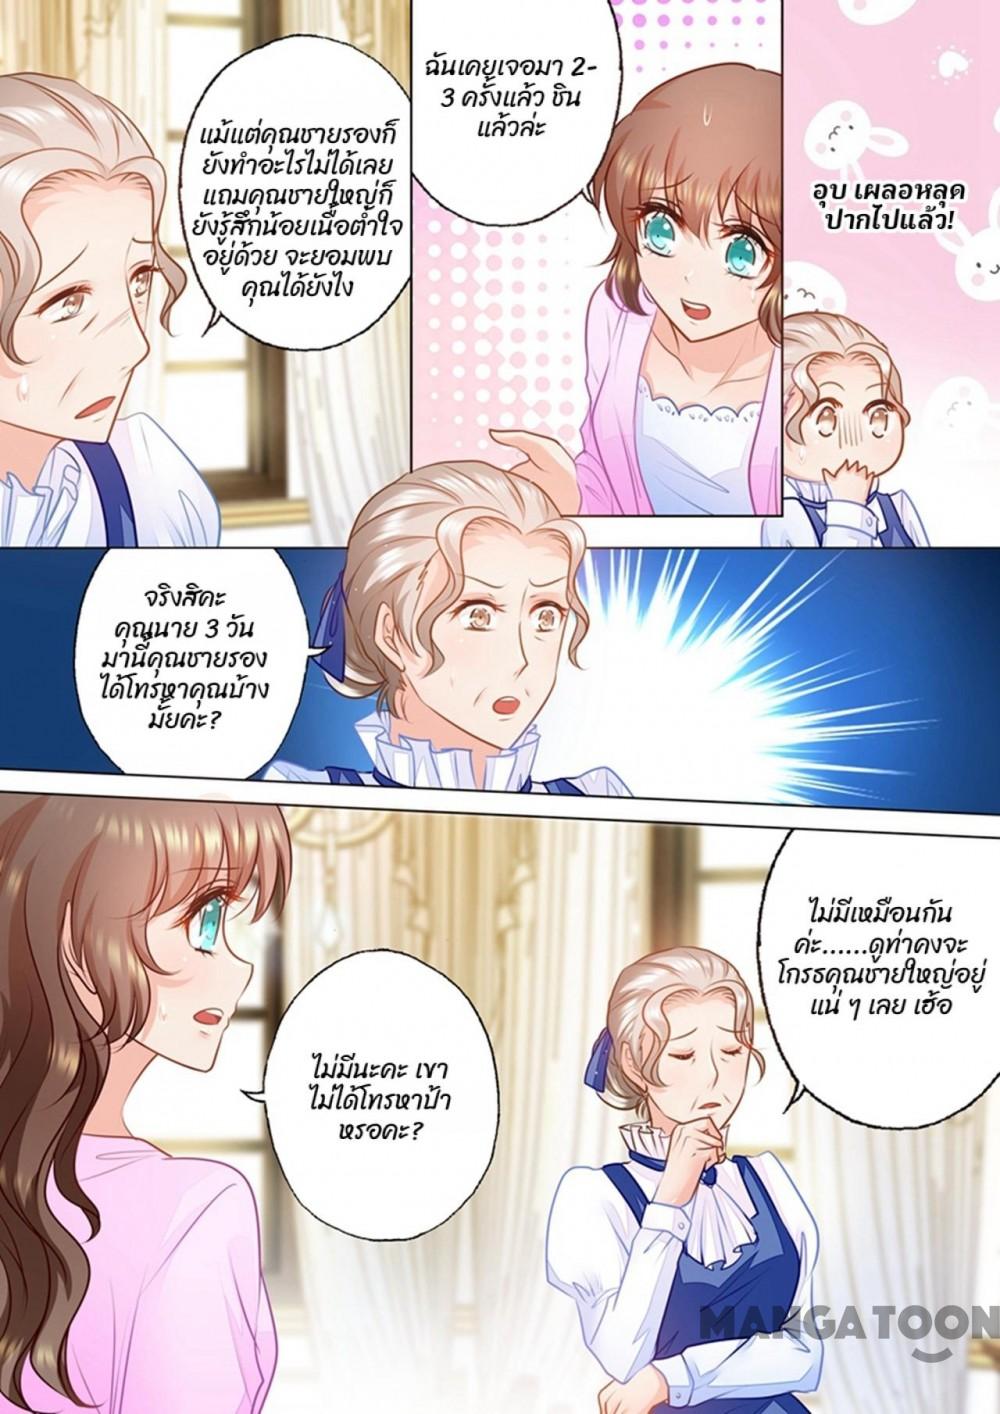 แม้แต่คุณชายรองก็
ยังทำอะไรไม่ได้เลย
แถมคุณชายใหญ่ก็
ยังรู้สึกน้อยเนื้อต่ำใจ
อยู่ด้วย จะยอมพบ
คุณได้ยังไง
ฉันเคยเจอมา 2-
3 ครั้งแล้ว ชิน
แล้วล่ะ
อุบ เผลอหลุด
ปากไปแล้ว!
จริงสิคะ
คุณนาย 3 วัน
มานี้คุณชายรอง
ได้โทรหาคุณบ้าง
มั้ยคะ?
ไม่มีนะคะ เขา
ไม่ได้โทรหาป้า
หรอคะ?
ไม่มีเหมือนกัน
ค่ะ......ดูท่าคงจะ
โกรธคุณชายใหญ่อยู่
แน่ ๆ เลย เฮ้อ
MANGATOON